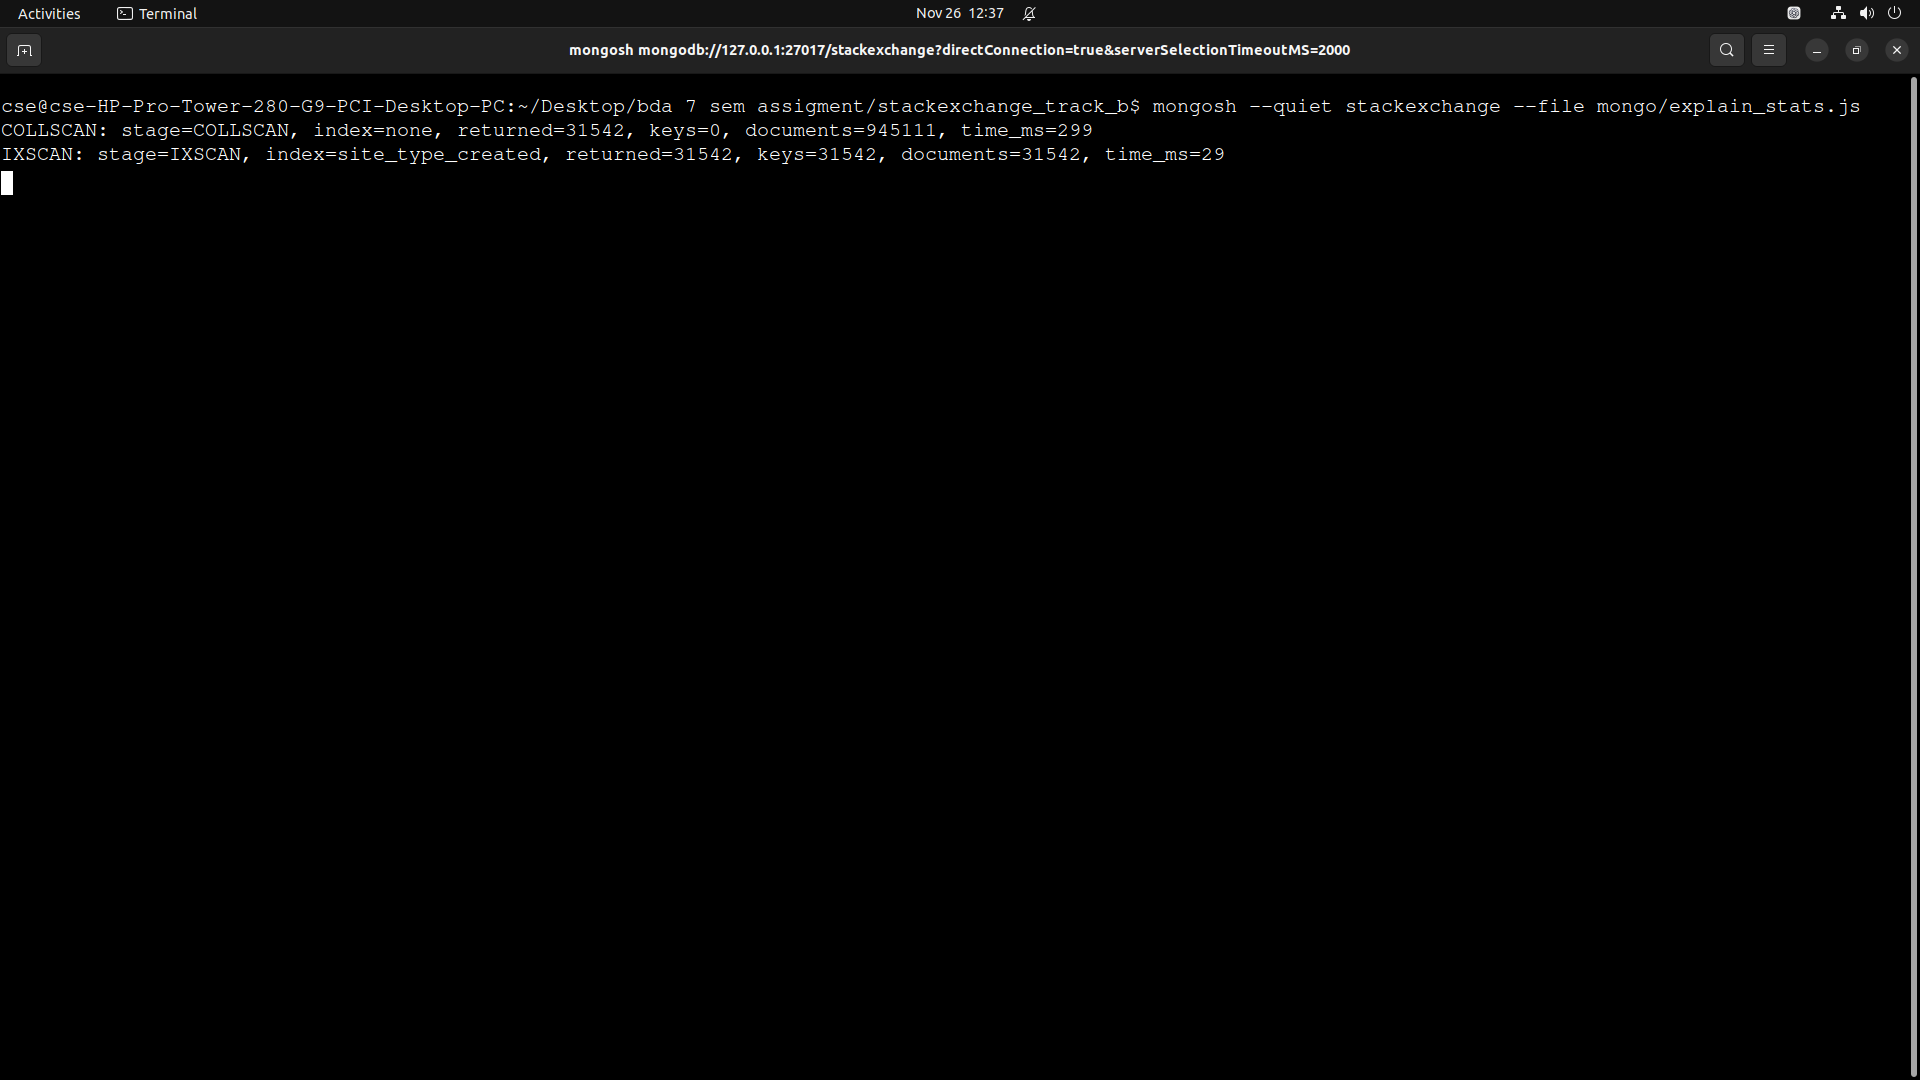 Activities Terminal Nov 26 12:37
mongosh mongodb://127.0.0.1:27017/stackexchange?directConnection=true&serverSelectionTimeoutMS=2000
cse@cse-HP-Pro-Tower-280-G9-PCI-Desktop-PC:~/Desktop/bda 7 sem assigment/stackexchange_track_b$ mongosh --quiet stackexchange --file mongo/explain_stats.js
COLLSCAN: stage=COLLSCAN, index=none, returned=31542, keys=0, documents=945111, time_ms=299
IXSCAN: stage=IXSCAN, index=site_type_created, returned=31542, keys=31542, documents=31542, time_ms=29